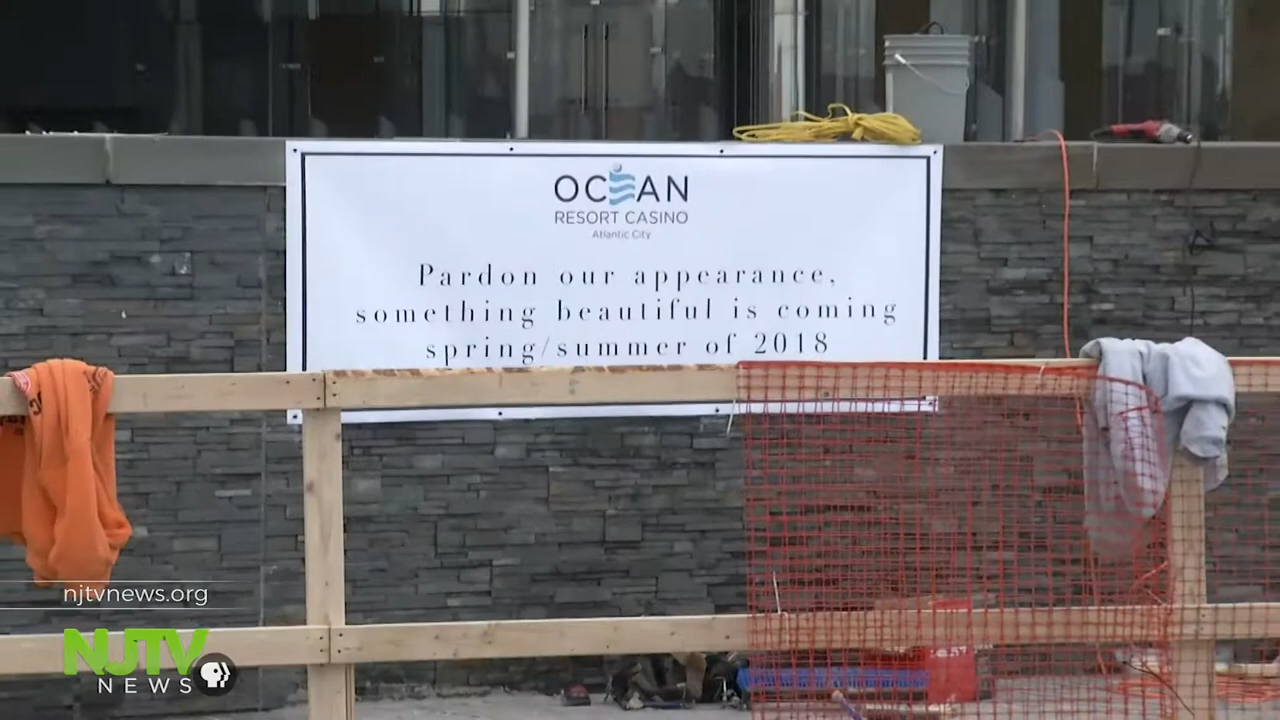 OCEAN
RESORT CASINO
Atlantic City
Pardon our appearance,
something beautiful is coming
spring/summer of 2018
njtvnews.org
NJTV
NEWS